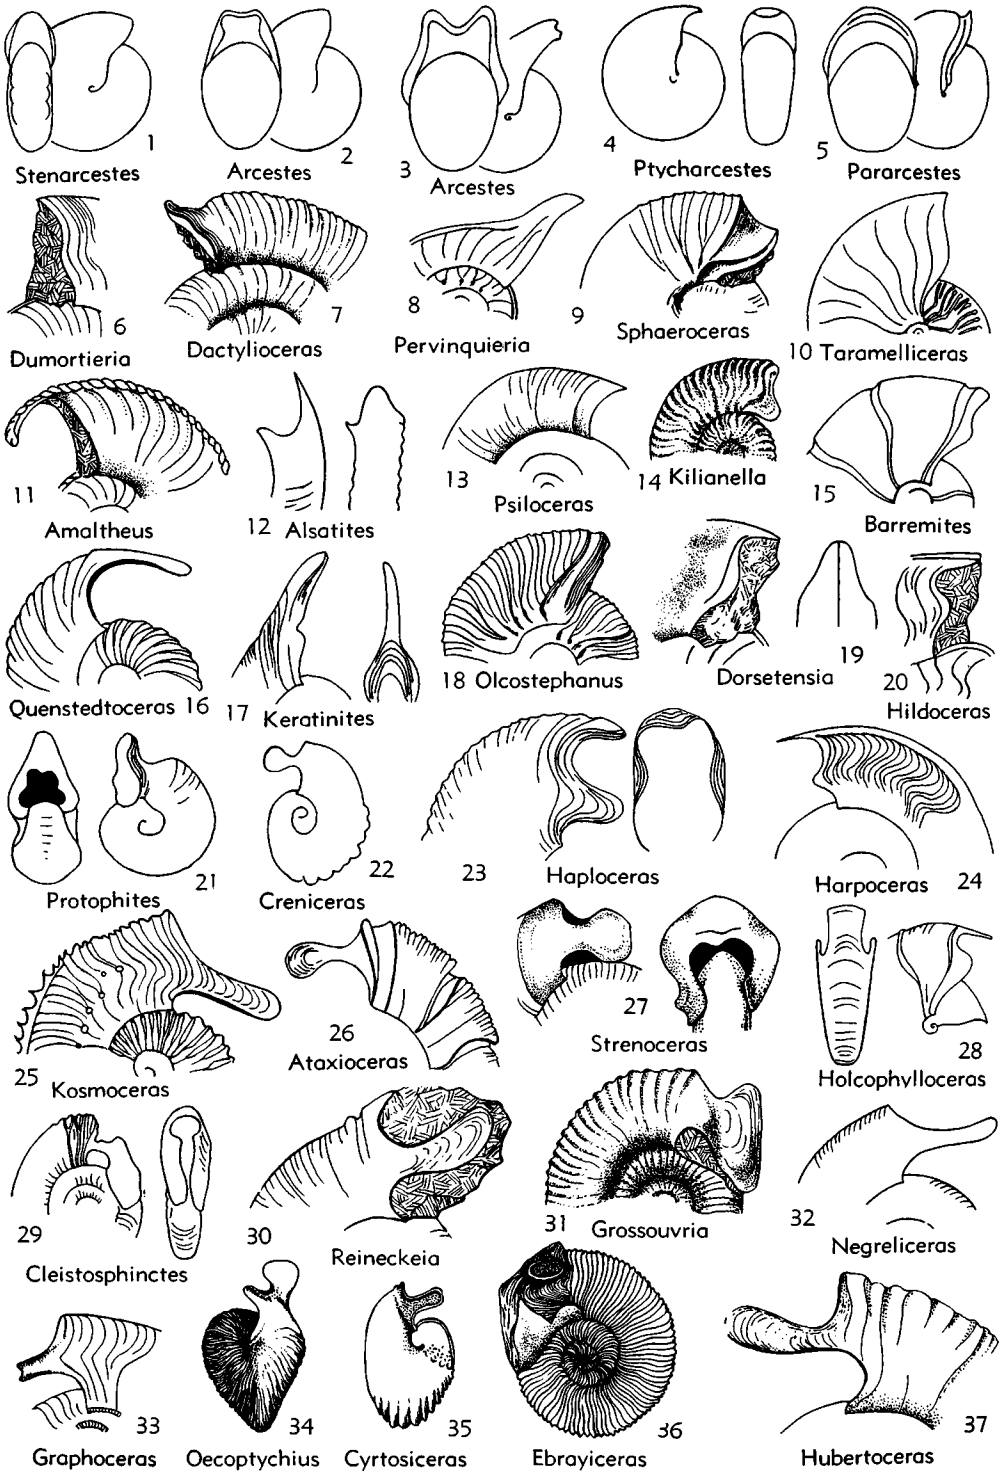 1
Stenarcestes
2
Arcestes
3
Arcestes
4
Ptycharcestes
5
Pararcestes
6
Dumortieria
7
Dactylioceras
8
Pervinquieria
9
Sphaeroceras
10 Taramelliceras
11
Amaltheus
12 Alsatites
13
Psiloceras
14 Kilianella
15
Barremites
Quenstedtoceras 16
17 Keratinites
18 Olcostephanus
19
Dorsetensia
20
Hildoceras
21
Protophites
22
Creniceras
23
Haploceras
24
Harpoceras
25
Kosmoceras
26
Ataxioceras
27
Strenoceras
28
Holcophylloceras
29
Cleistosphinctes
30
Reineckeia
31
Grossouvria
32
Negreliceras
33
Graphoceras
34
Oecoptychius
35
Cyrtosiceras
36
Ebrayiceras
37
Hubertoceras